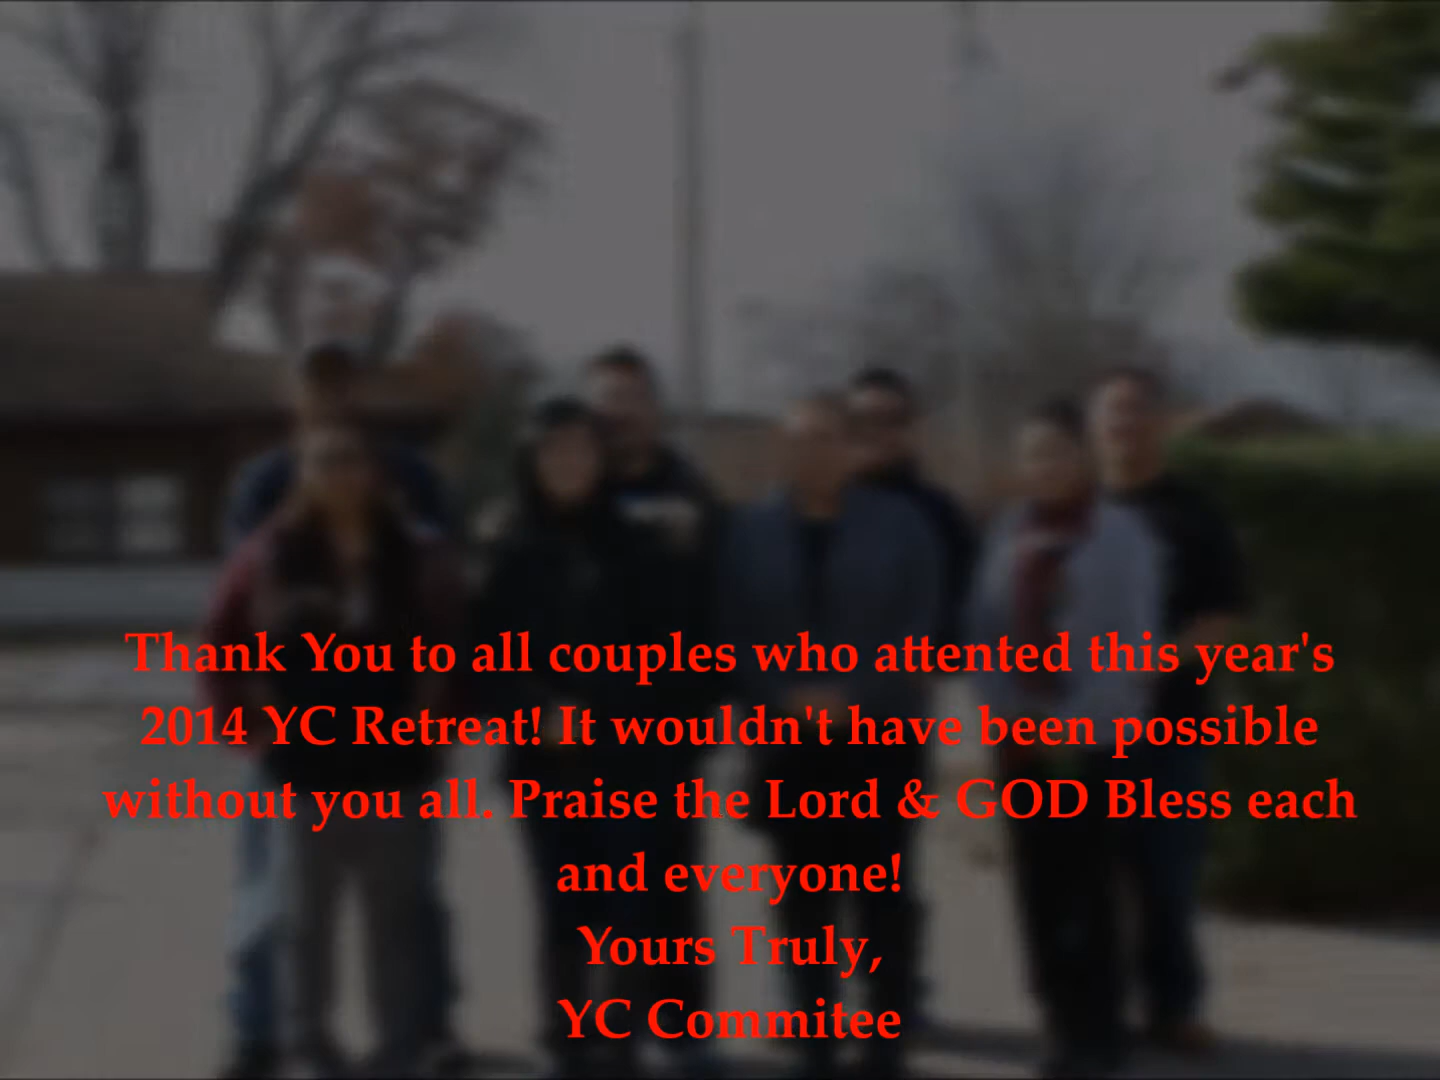 Thank You to all couples who attented this year's
2014 YC Retreat! It wouldn't have been possible
without you all. Praise the Lord & GOD Bless each
and everyone!
Yours Truly,
YC Commitee